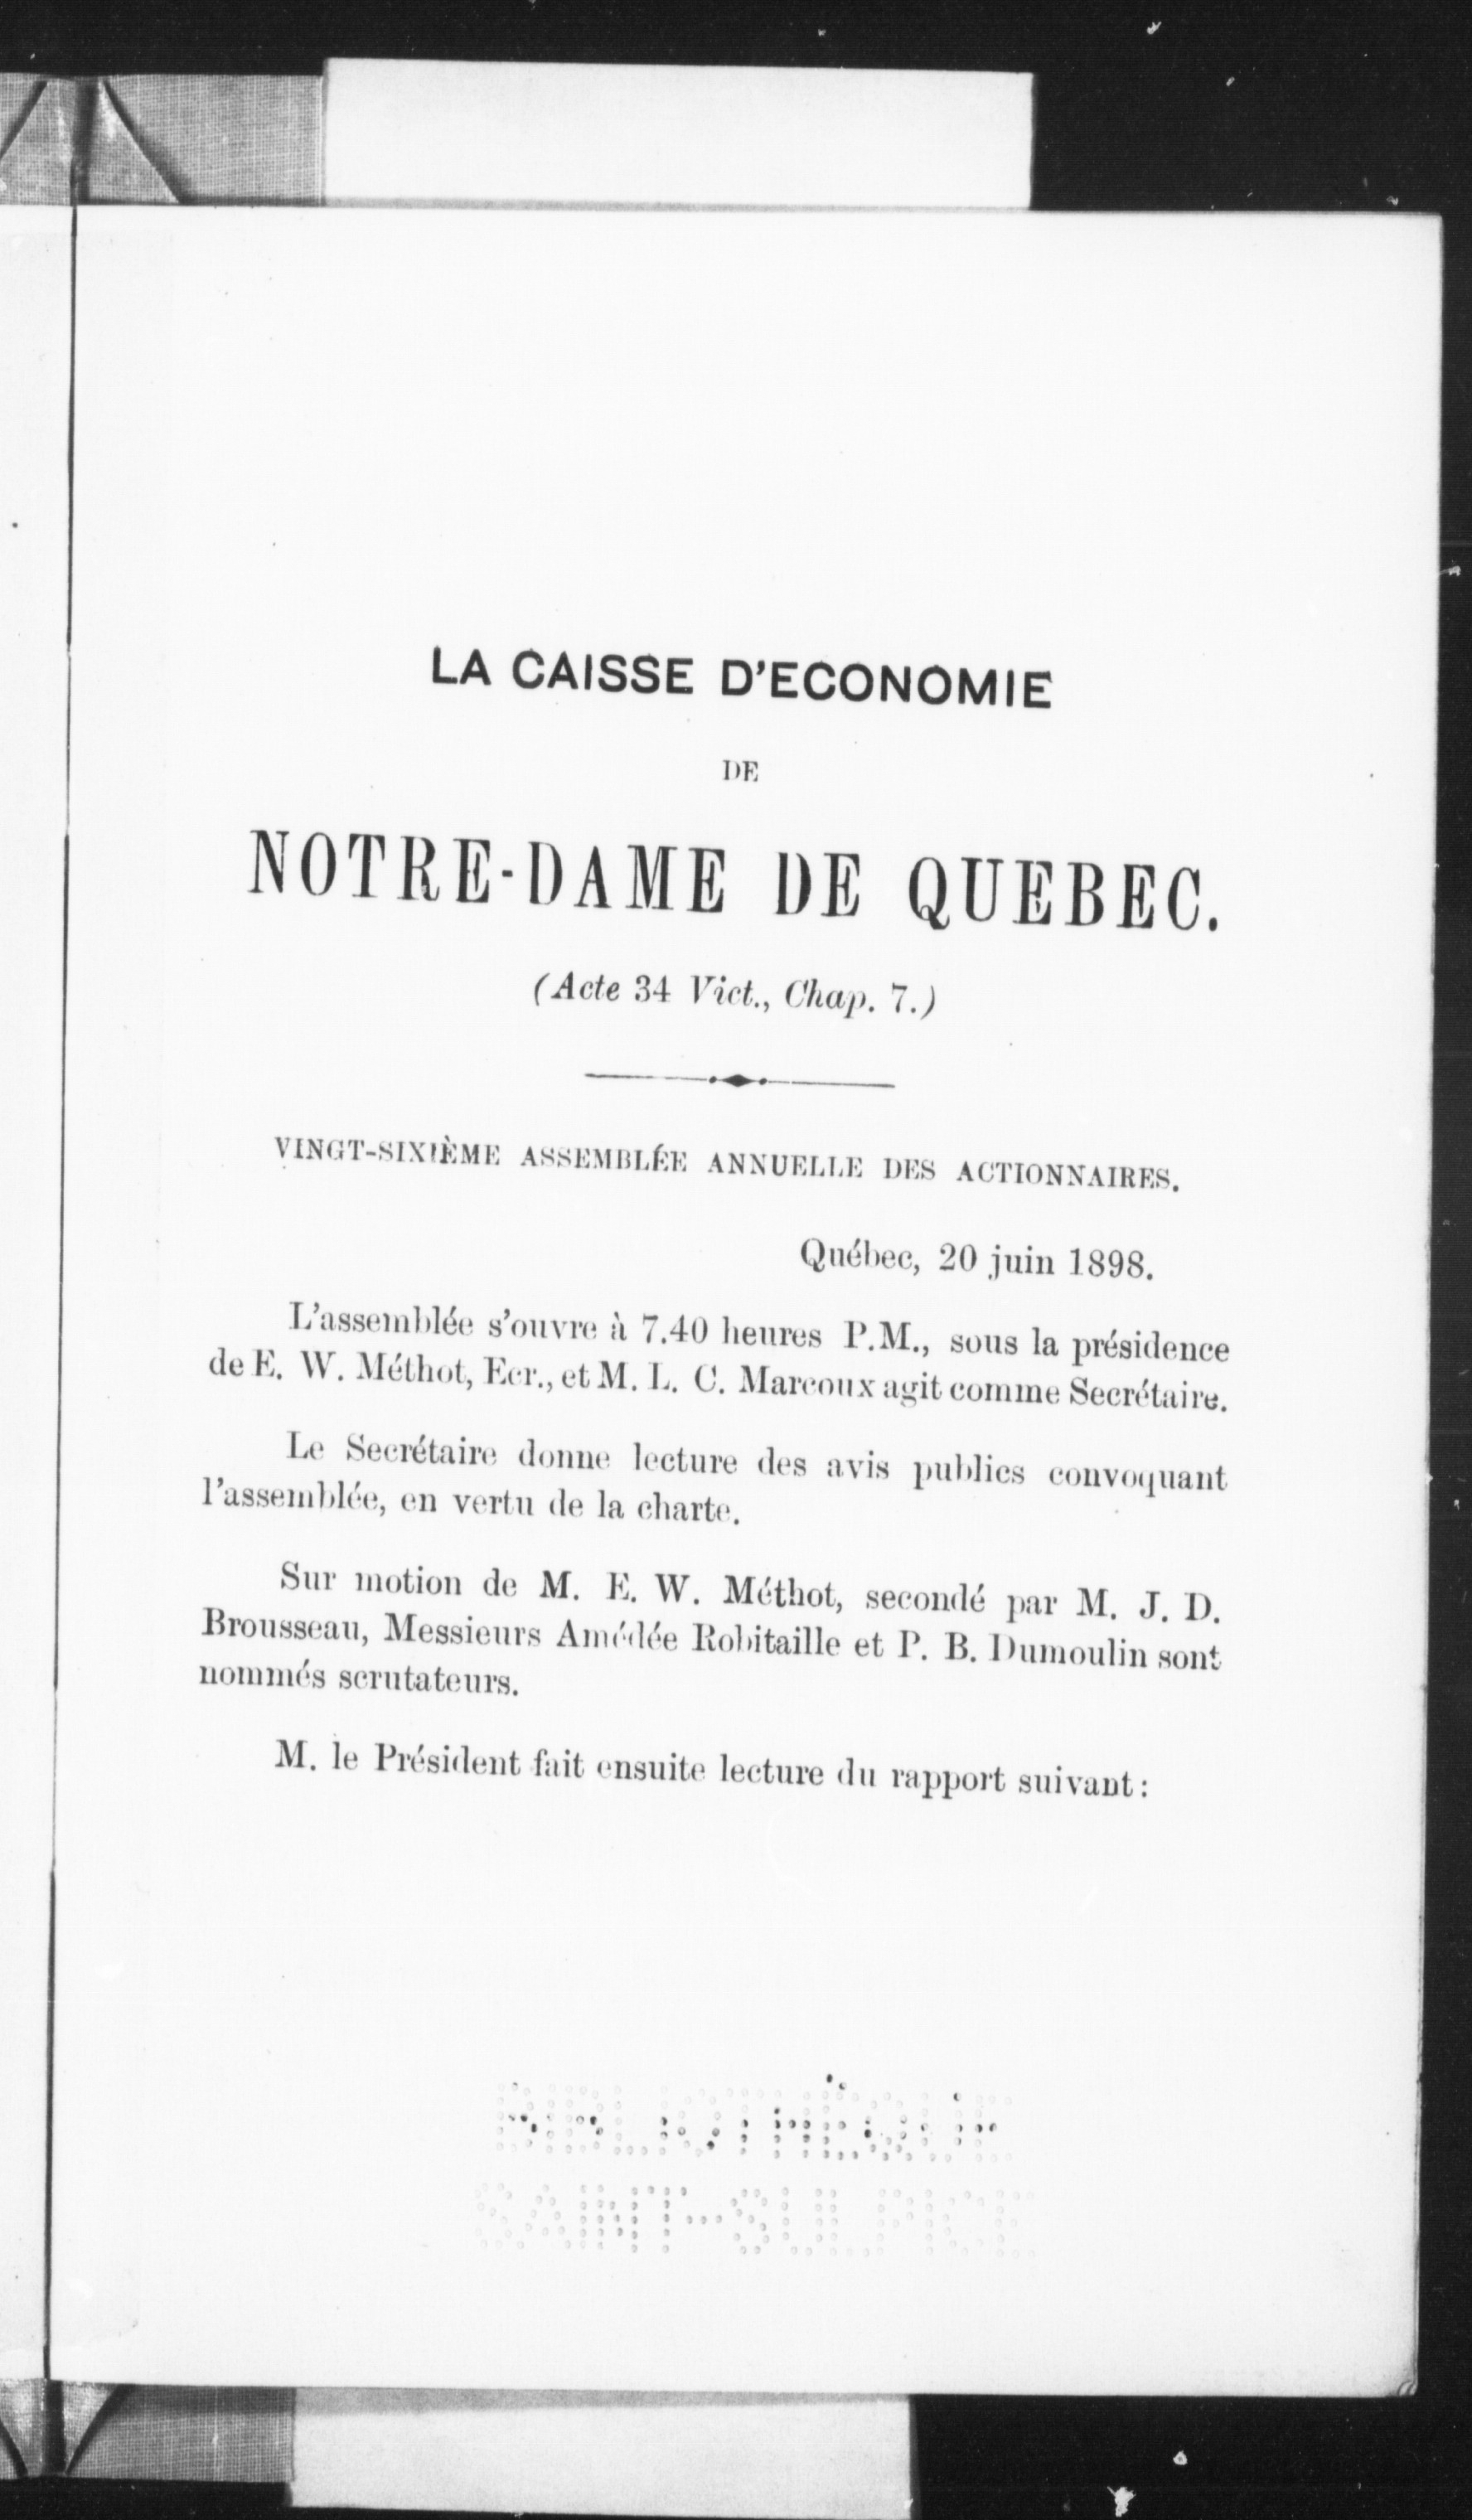 LA CAISSE D'ECONOMIE
DE
NOTRE-DAME DE QUEBEC.
(Acte 34 Vict., Chap. 7.)
VINGT-SIXIÈME ASSEMBLÉE ANNUELLE DES ACTIONNAIRES.
Québec, 20 juin 1898.
L'assemblée s'ouvre à 7.40 heures P.M., sous la présidence
de E. W. Méthot, Ecr., et M. L. C. Marcoux agit comme Secrétaire.
Le Secrétaire donne lecture des avis publics convoquant
l'assemblée, en vertu de la charte.
Sur motion de M. E. W. Méthot, secondé par M. J. D.
Brousseau, Messieurs Amédée Robitaille et P. B. Dumoulin sont
nommés scrutateurs.
M. le Président fait ensuite lecture du rapport suivant :
BIBLIOTHÈQUE
SAINT-SULPICE